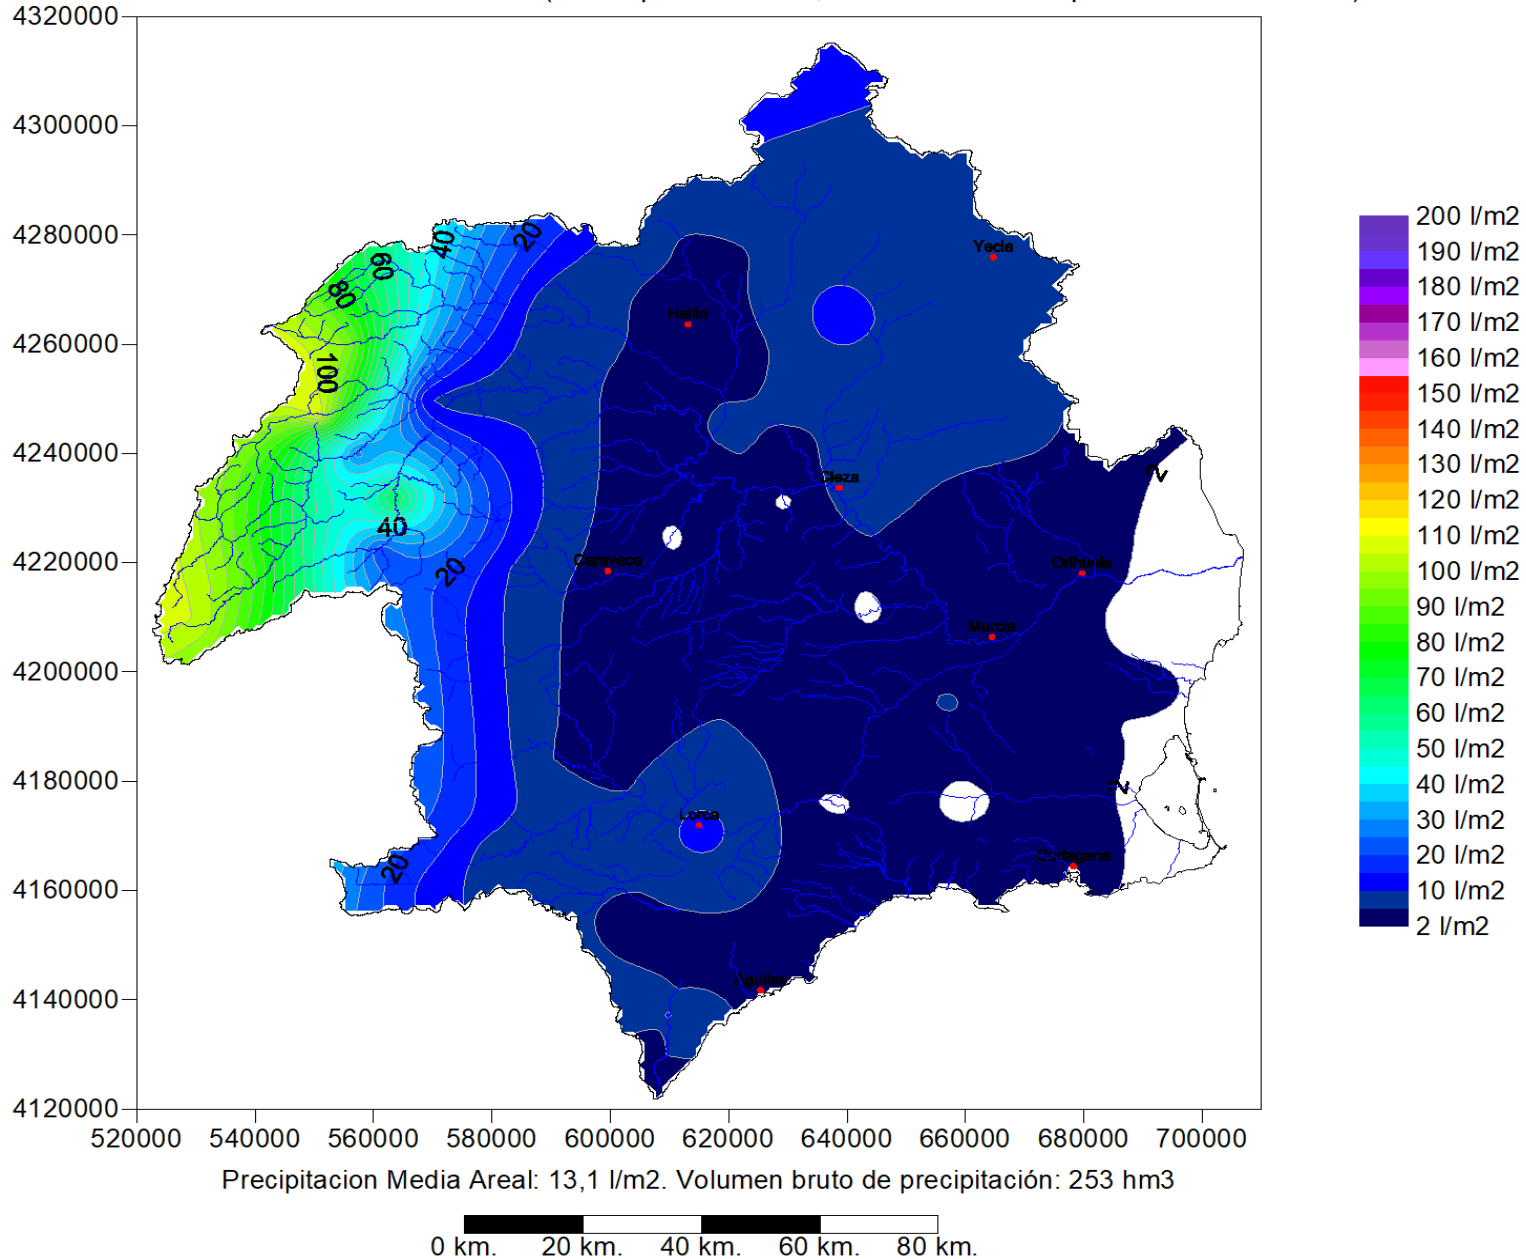 4320000
4300000
4280000
4260000
4240000
4220000
4200000
4180000
4160000
4140000
4120000
520000 540000 560000 580000 600000 620000 640000 660000 680000 700000
20
40
60
80
100
40
20
20
2
2
Yecla
Hellin
Cieza
Caravaca
Orihuela
Murcia
Lorca
Cartagena
Aguilas
200 l/m2
190 l/m2
180 l/m2
170 l/m2
160 l/m2
150 l/m2
140 l/m2
130 l/m2
120 l/m2
110 l/m2
100 l/m2
90 l/m2
80 l/m2
70 l/m2
60 l/m2
50 l/m2
40 l/m2
30 l/m2
20 l/m2
10 l/m2
2 l/m2
Precipitacion Media Areal: 13,1 l/m2. Volumen bruto de precipitación: 253 hm3
0 km. 20 km. 40 km. 60 km. 80 km.